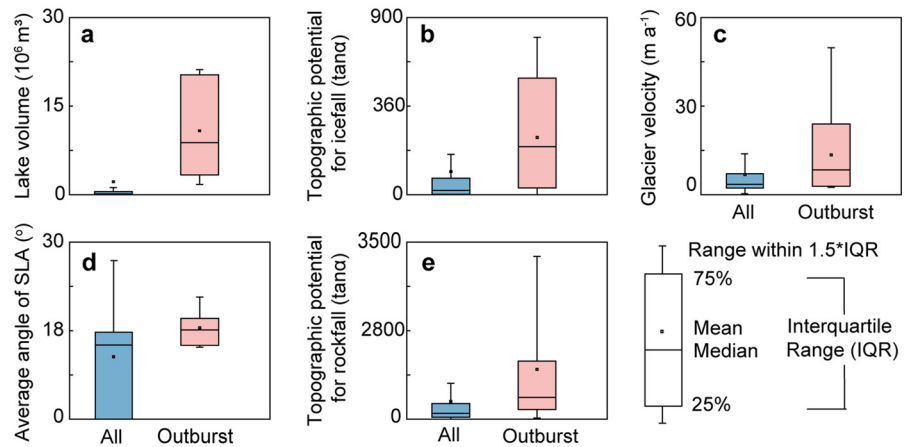 a
30
15
0
Lake volume (10⁶ m³)
b
900
360
0
Topographic potential
for icefall (tanα)
c
60
30
0
Glacier velocity (m a⁻¹)
All
Outburst
d
30
18
0
Average angle of SLA (°)
All
Outburst
e
3500
2800
0
Topographic potential
for rockfall (tanα)
All
Outburst
Range within 1.5*IQR
75%
Mean
Median
25%
Interquartile
Range (IQR)